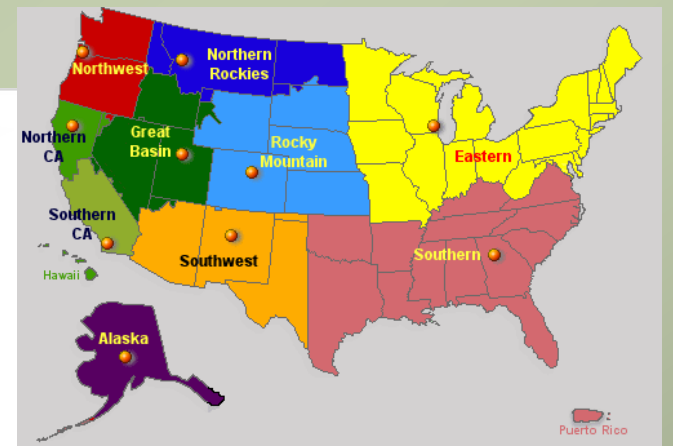 Northern
Rockies
Northwest
Great
Basin
Northern
CA
Rocky
Mountain
Eastern
Southern
CA
Southwest
Southern
Hawaii
Alaska
Puerto Rico